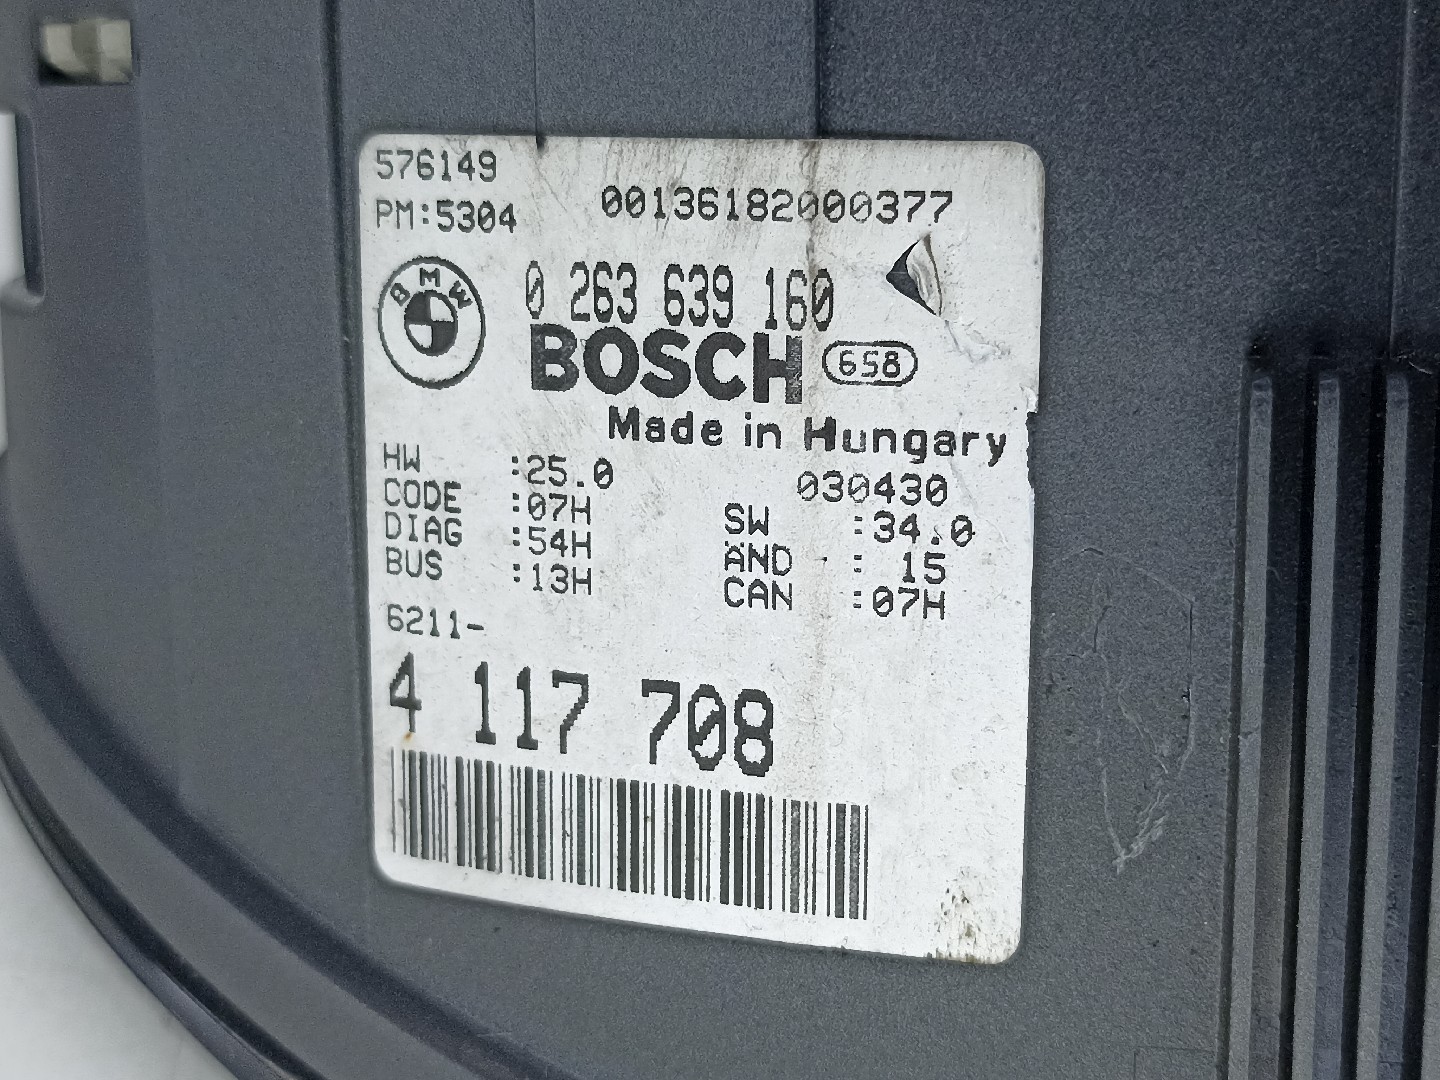 576149
PM:5304
00136182000377
BMW
0 263 639 160
BOSCH 658
Made in Hungary
030430
HW :25.0
CODE :07H
DIAG :54H
BUS :13H
SW :34.0
ÄND : 15
CAN :07H
6211-
4 117 708